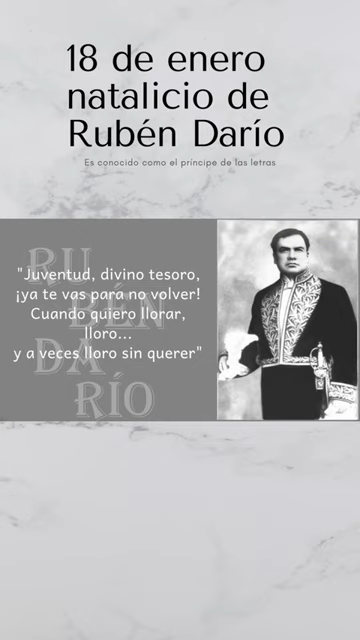 18 de enero
natalicio de
Rubén Darío
Es conocido como el príncipe de las letras
RU
BÉN
DA
RÍO
"Juventud, divino tesoro,
¡ya te vas para no volver!
Cuando quiero llorar,
lloro...
y a veces lloro sin querer"